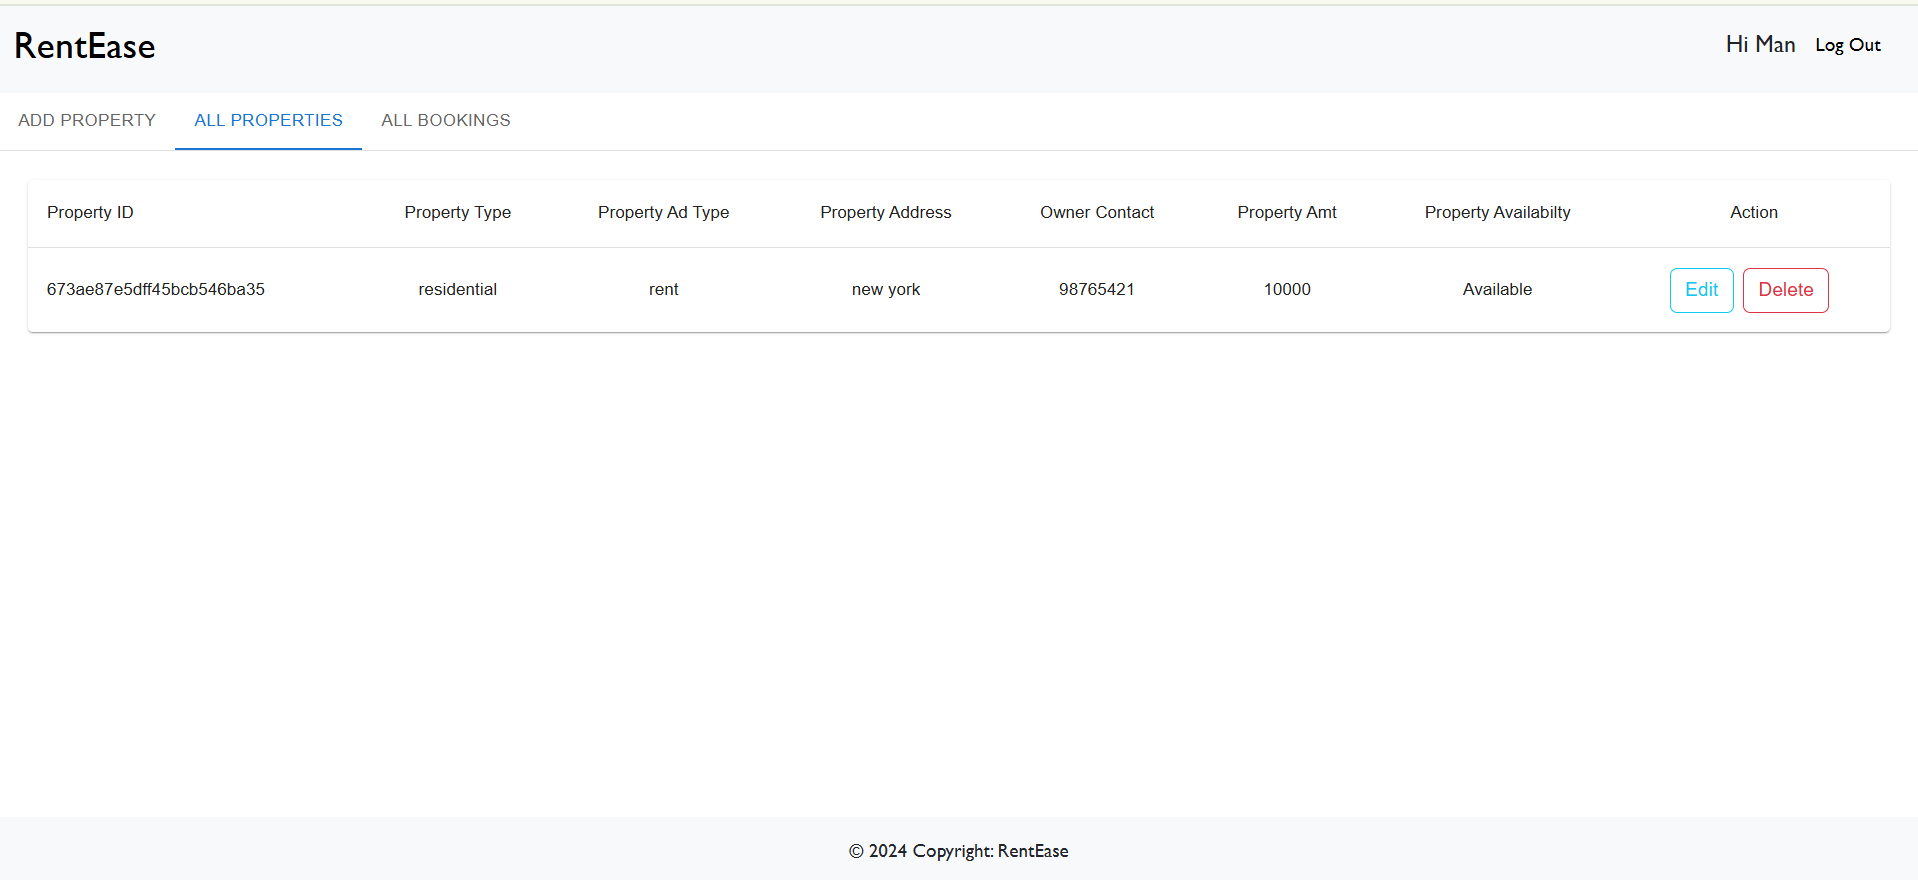 RentEase
Hi Man Log Out
ADD PROPERTY ALL PROPERTIES ALL BOOKINGS
Property ID Property Type Property Ad Type Property Address Owner Contact Property Amt Property Availabilty Action
673ae87e5dff45bcb546ba35 residential rent new york 98765421 10000 Available Edit Delete
© 2024 Copyright: RentEase